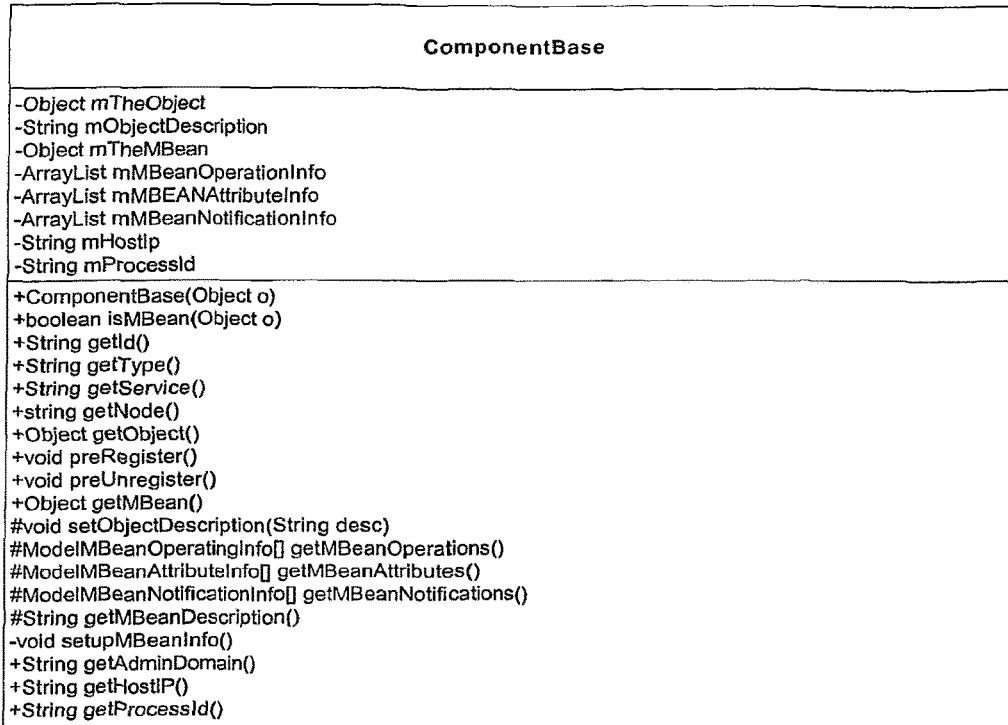 ComponentBase
-Object mTheObject
-String mObjectDescription
-Object mTheMBean
-ArrayList mMBeanOperationInfo
-ArrayList mMBEANAttributeInfo
-ArrayList mMBeanNotificationInfo
-String mHostIp
-String mProcessId
+ComponentBase(Object o)
+boolean isMBean(Object o)
+String getId()
+String getType()
+String getService()
+string getNode()
+Object getObject()
+void preRegister()
+void preUnregister()
+Object getMBean()
#void setObjectDescription(String desc)
#ModelMBeanOperatingInfo[] getMBeanOperations()
#ModelMBeanAttributeInfo[] getMBeanAttributes()
#ModelMBeanNotificationInfo[] getMBeanNotifications()
#String getMBeanDescription()
-void setupMBeanInfo()
+String getAdminDomain()
+String getHostIP()
+String getProcessId()